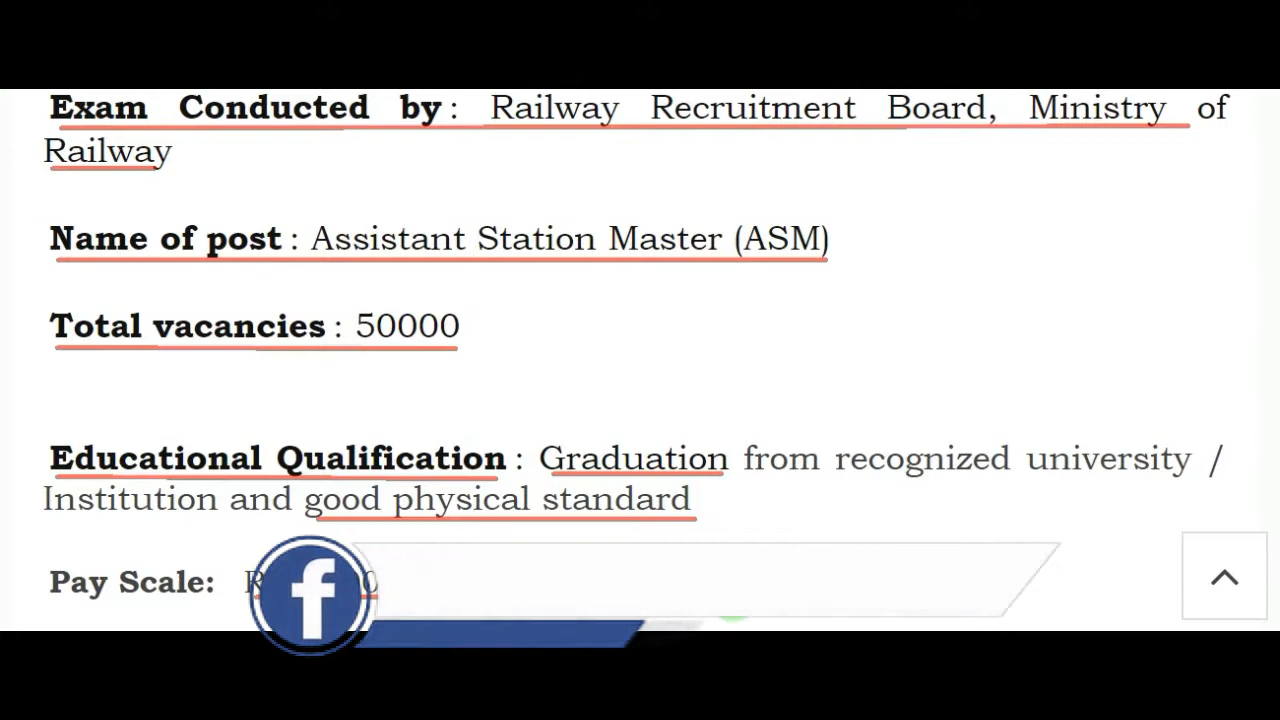 Exam Conducted by : Railway Recruitment Board, Ministry of
Railway
Name of post : Assistant Station Master (ASM)
Total vacancies : 50000
Educational Qualification : Graduation from recognized university /
Institution and good physical standard
Pay Scale: